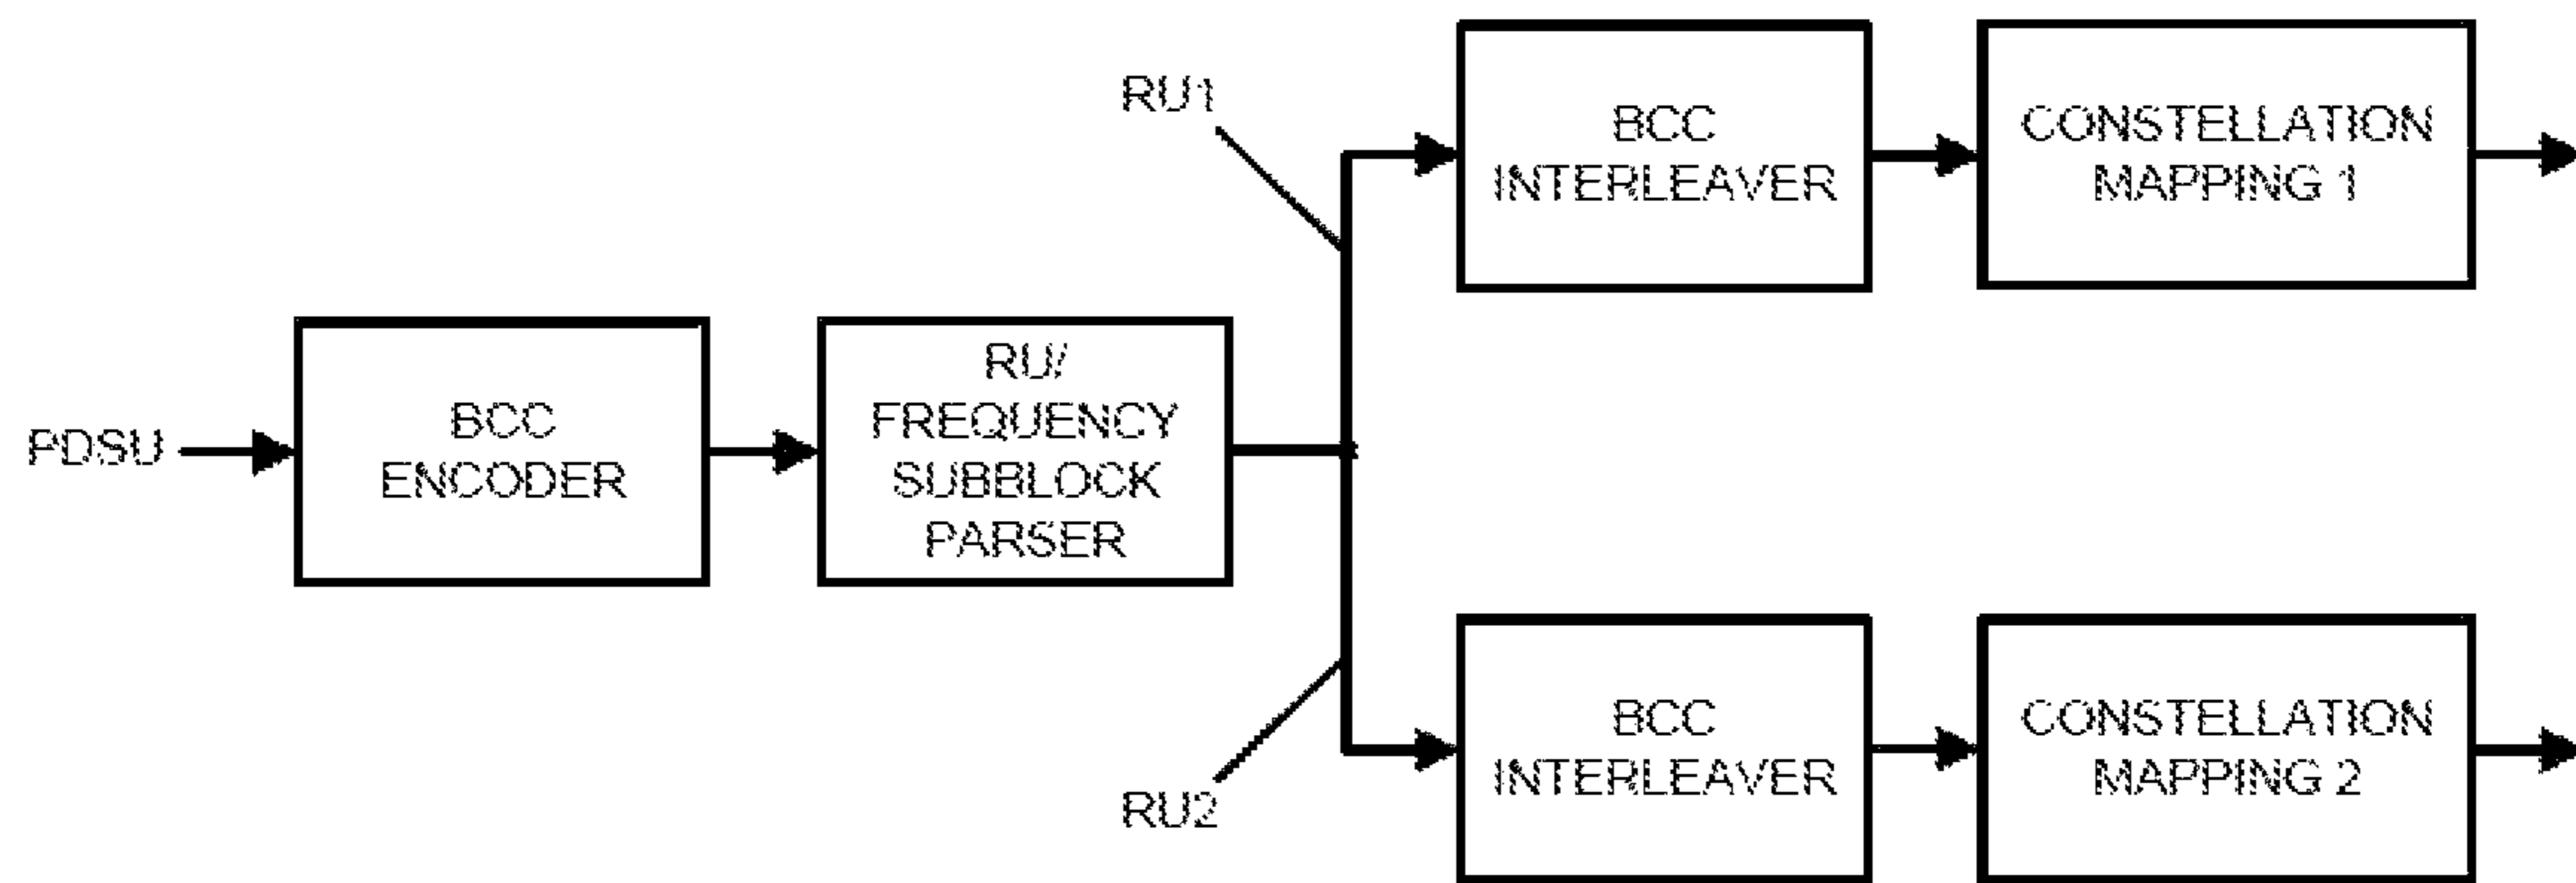 PDSU
BCC
ENCODER
RU/
FREQUENCY
SUBBLOCK
PARSER
RU1
BCC
INTERLEAVER
CONSTELLATION
MAPPING 1
RU2
BCC
INTERLEAVER
CONSTELLATION
MAPPING 2